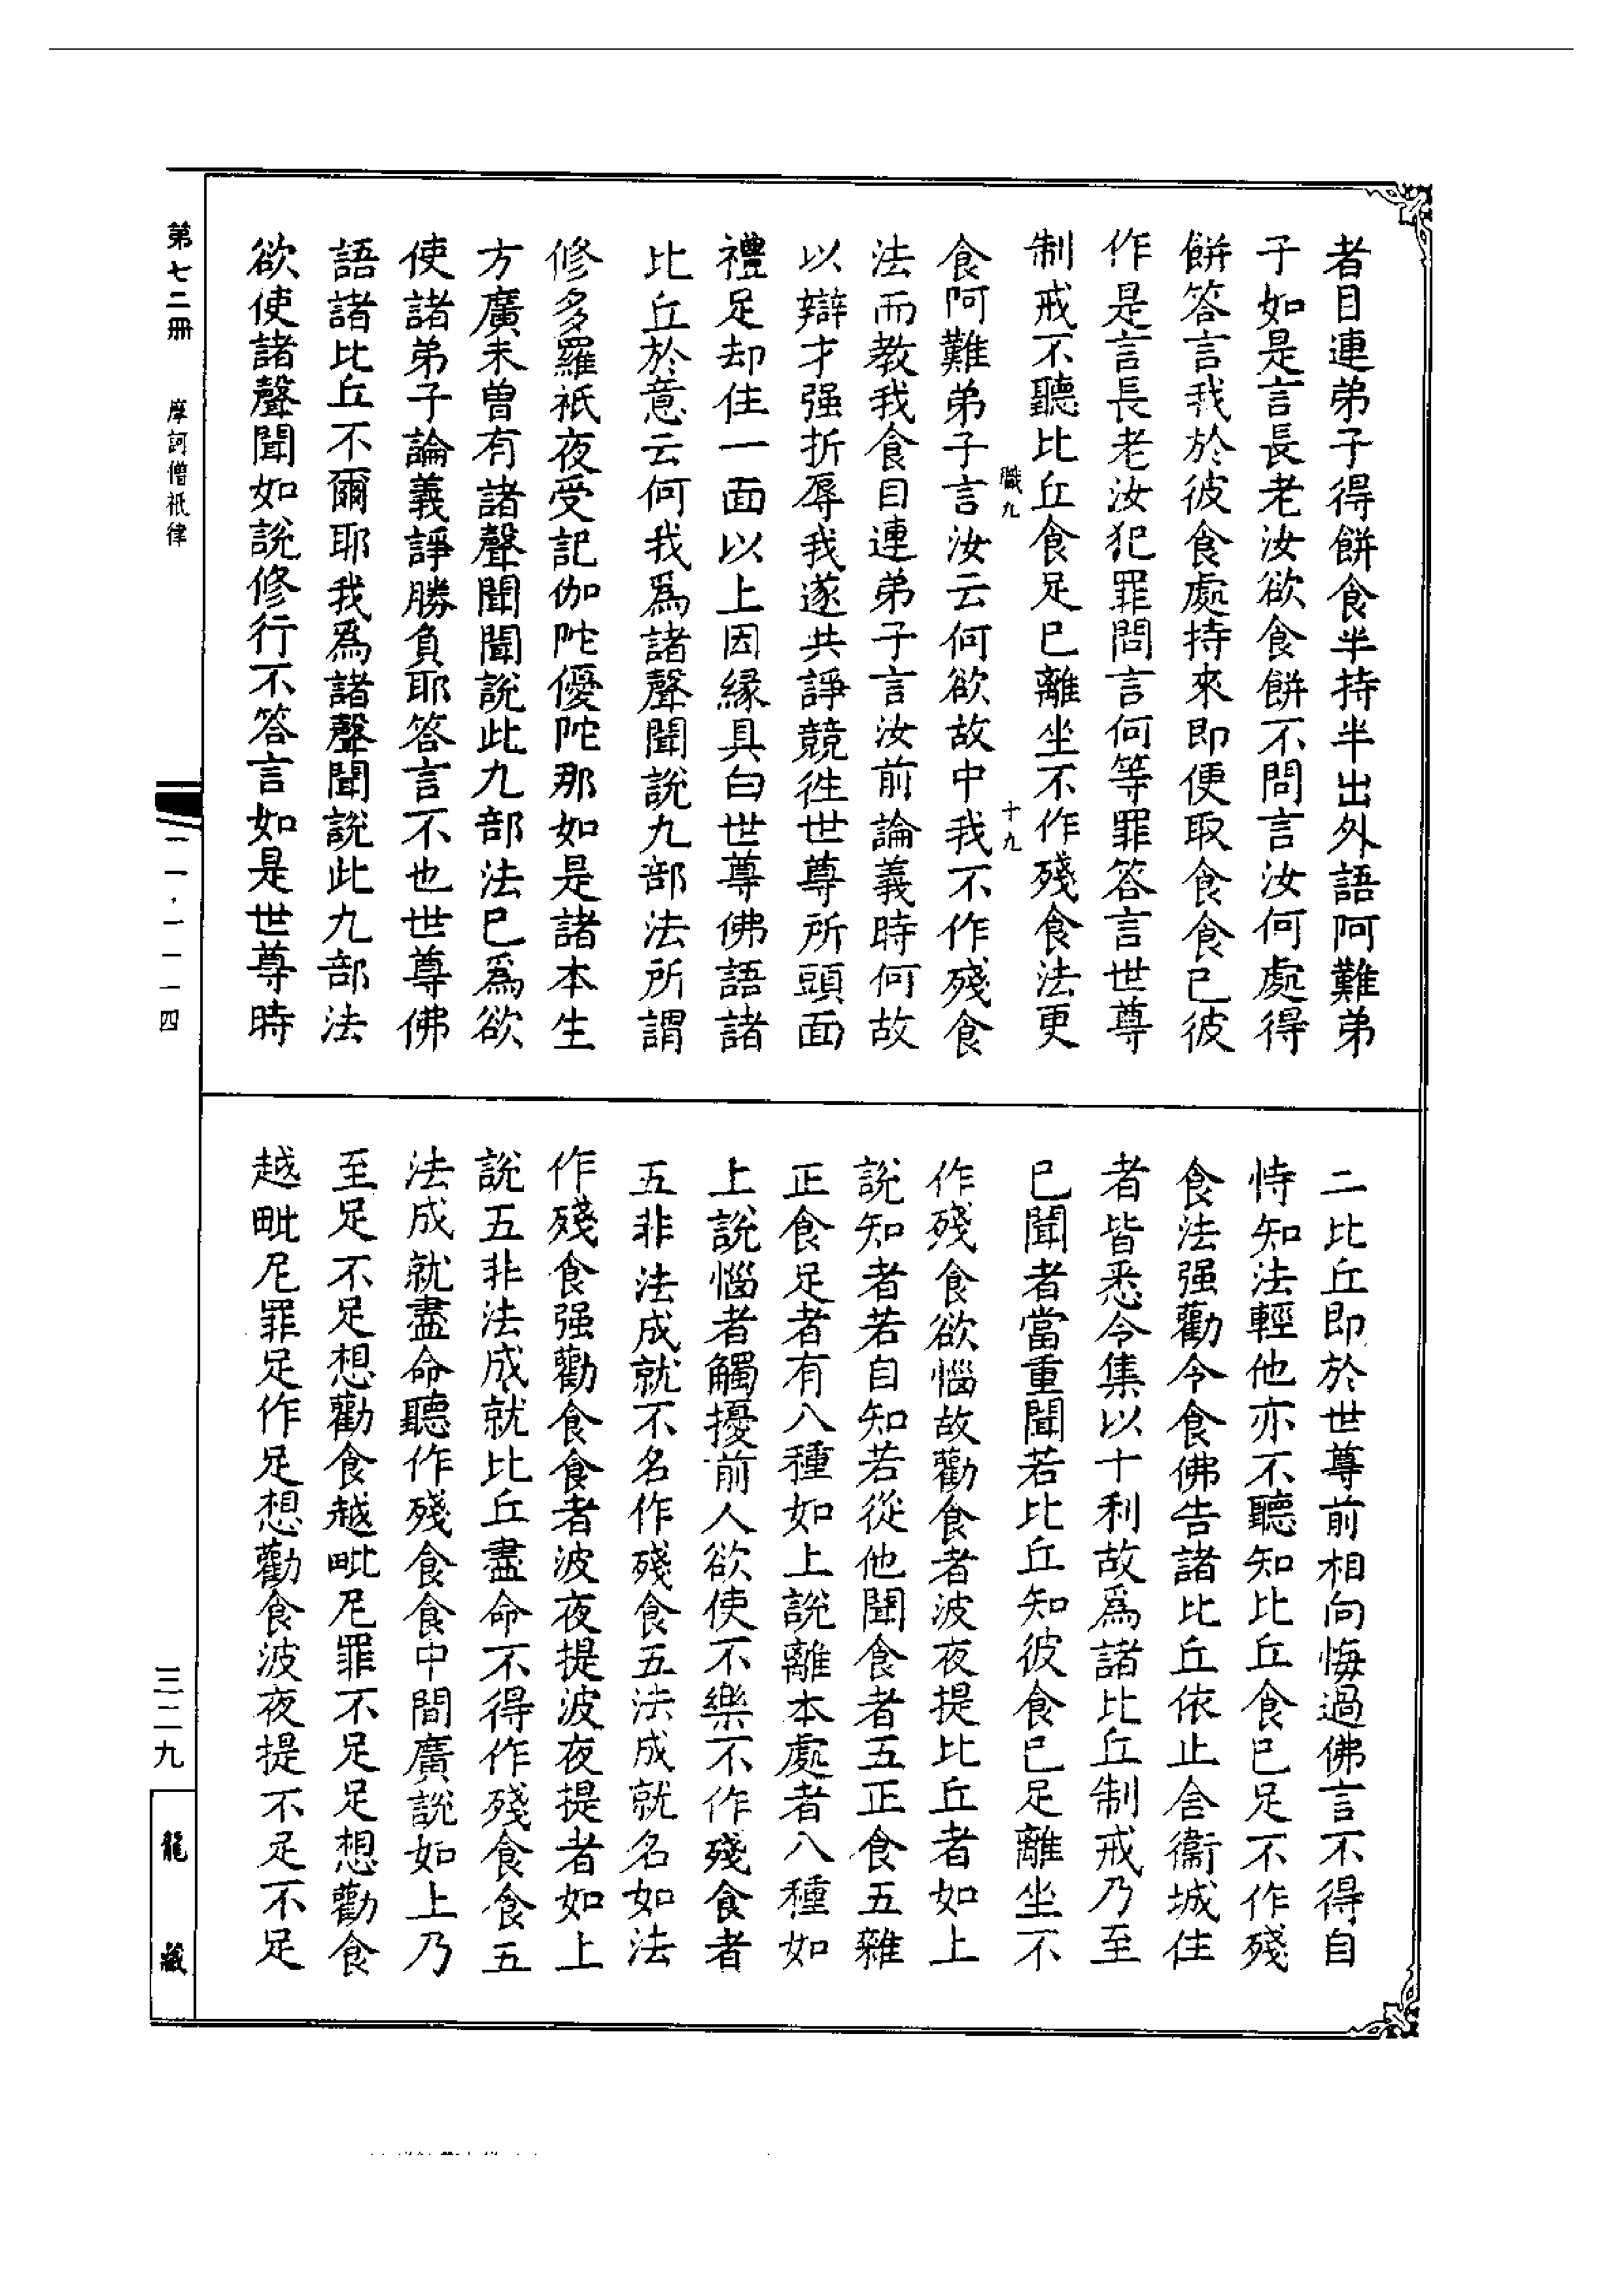 者目連弟子得餅食半持半出外語阿難弟
子如是言長老汝欲食餅不問言汝何處得
餅答言我於彼食處持來即便取食食已彼
作是言長老汝犯罪問言何等罪答言世尊
制戒不聽比丘食足已離坐不作殘食法更
職九 十九
食阿難弟子言汝云何欲故中我不作殘食
法而教我食目連弟子言汝前論義時何故
以辯才强折辱我遂共諍競徃世尊所頭面
禮足却住一面以上因緣具白世尊佛語諸
比丘於意云何我爲諸聲聞說九部法所謂
修多羅祇夜受記伽陀優陀那如是諸本生
方廣未曾有諸聲聞聞說此九部法已爲欲
使諸弟子論義諍勝負耶答言不也世尊佛
語諸比丘不爾耶我爲諸聲聞說此九部法
欲使諸聲聞如說修行不答言如是世尊時
二比丘即於世尊前相向悔過佛言不得自
恃知法輕他亦不聽知比丘食已足不作殘
食法强勸令食佛告諸比丘依止舍衞城住
者皆悉令集以十利故爲諸比丘制戒乃至
已聞者當重聞若比丘知彼食已足離坐不
作殘食欲惱故勸食者波夜提比丘者如上
說知者若自知若從他聞食者五正食五雜
正食足者有八種如上說離本處者八種如
上說惱者觸擾前人欲使不樂不作殘食者
五非法成就不名作殘食五法成就名如法
作殘食强勸食食者波夜提波夜提者如上
說五非法成就比丘盡命不得作殘食食五
法成就盡命聽作殘食食中間廣說如上乃
至足不足想勸食越毗尼罪不足足想勸食
越毗尼罪足作足想勸食波夜提不足不足
第七二册 摩訶僧祇律
一一·一一一四
三二九
龍藏